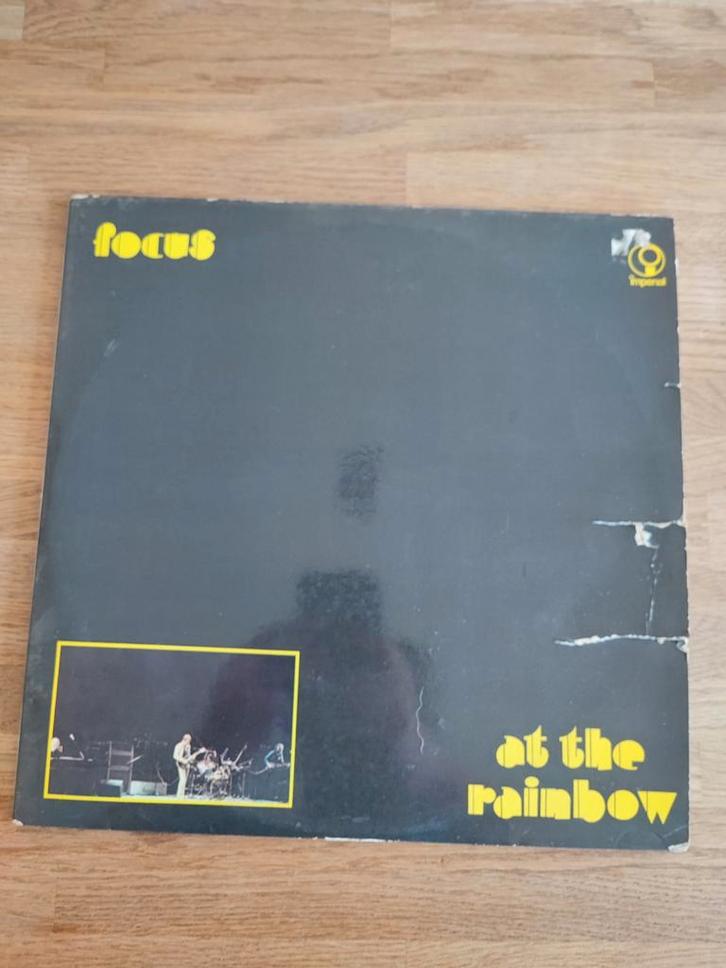 focus
imperial
at the
rainbow